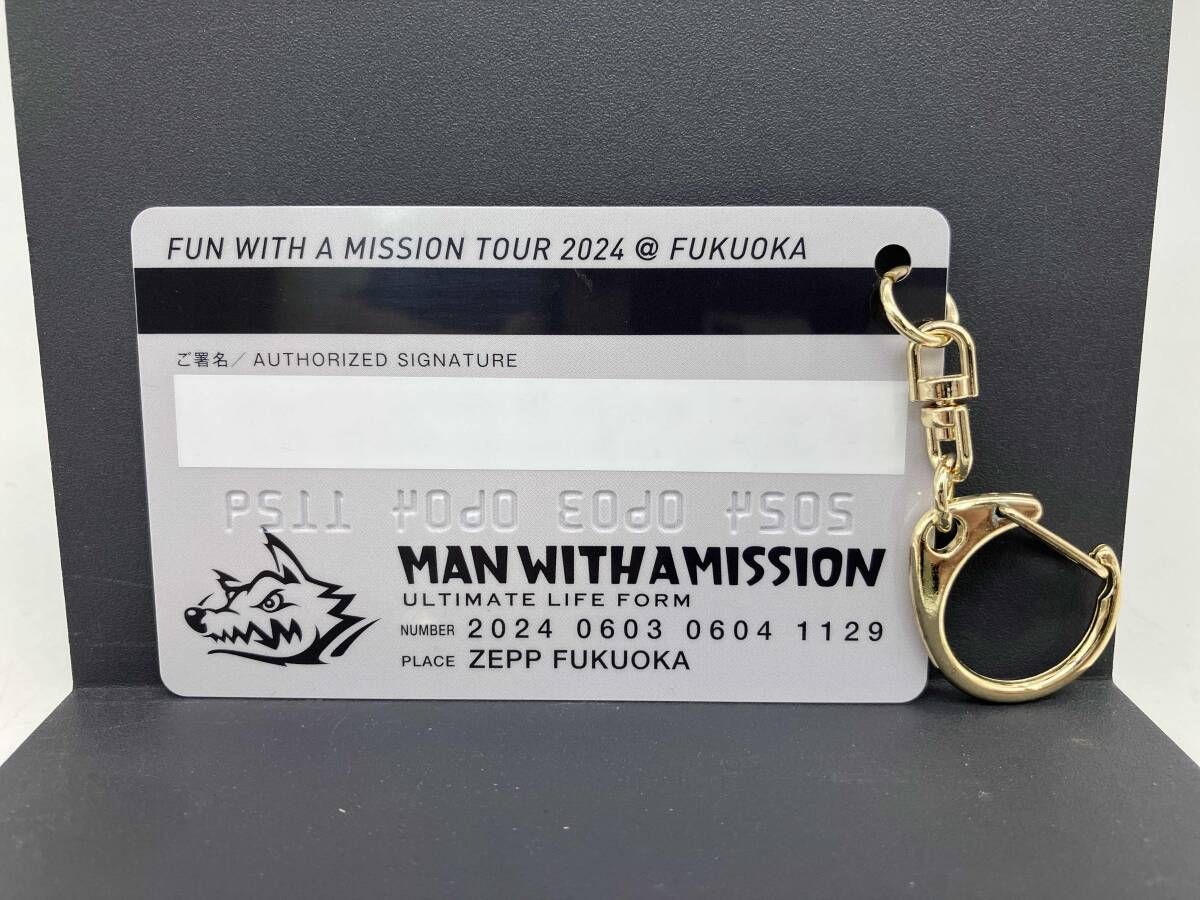 FUN WITH A MISSION TOUR 2024 @ FUKUOKA
ご署名/ AUTHORIZED SIGNATURE
MAN WITH A MISSION
ULTIMATE LIFE FORM
NUMBER 2024 0603 0604 1129
PLACE ZEPP FUKUOKA